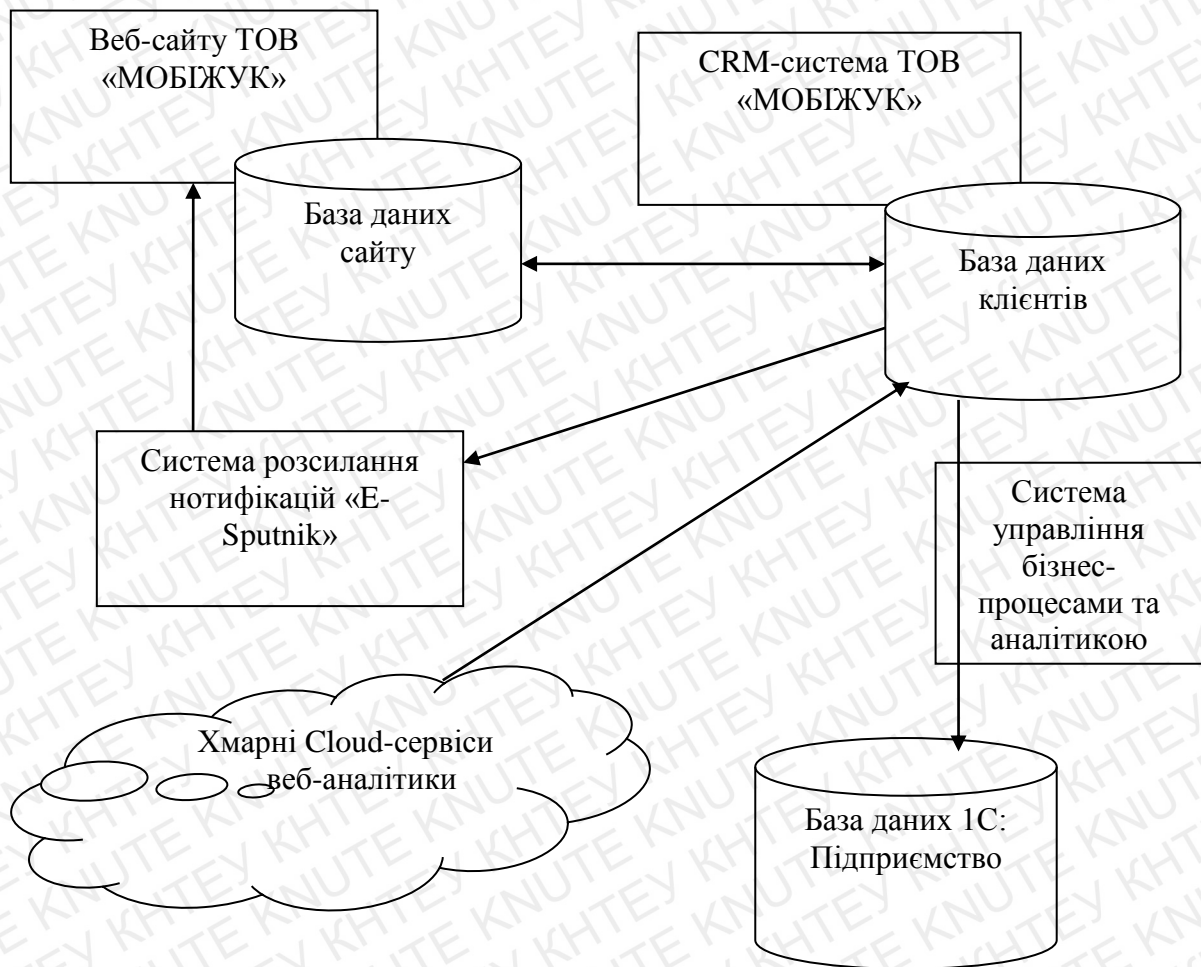 Веб-сайту ТОВ
«МОБІЖУК»
CRM-система ТОВ
«МОБІЖУК»
База даних
сайту
База даних
клієнтів
Система розсилання
нотифікацій «E-
Sputnik»
Система
управління
бізнес-
процесами та
аналітикою
Хмарні Cloud-сервіси
веб-аналітики
База даних 1С:
Підприємство